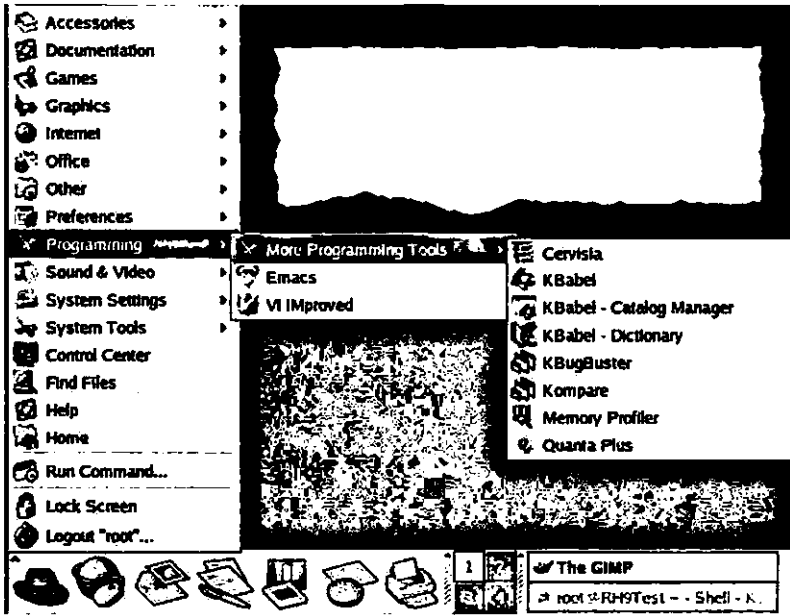 Accessories
Documentation
Games
Graphics
Internet
Office
Other
Preferences
Programming
Sound & Video
System Settings
System Tools
Control Center
Find Files
Help
Home
Run Command...
Lock Screen
Logout "root"...
More Programming Tools
Emacs
VI IMproved
Cervisia
KBabel
KBabel - Catalog Manager
KBabel - Dictionary
KBugBuster
Kompare
Memory Profiler
Quanta Plus
1
The GIMP
root@RH9Test - Shell - K